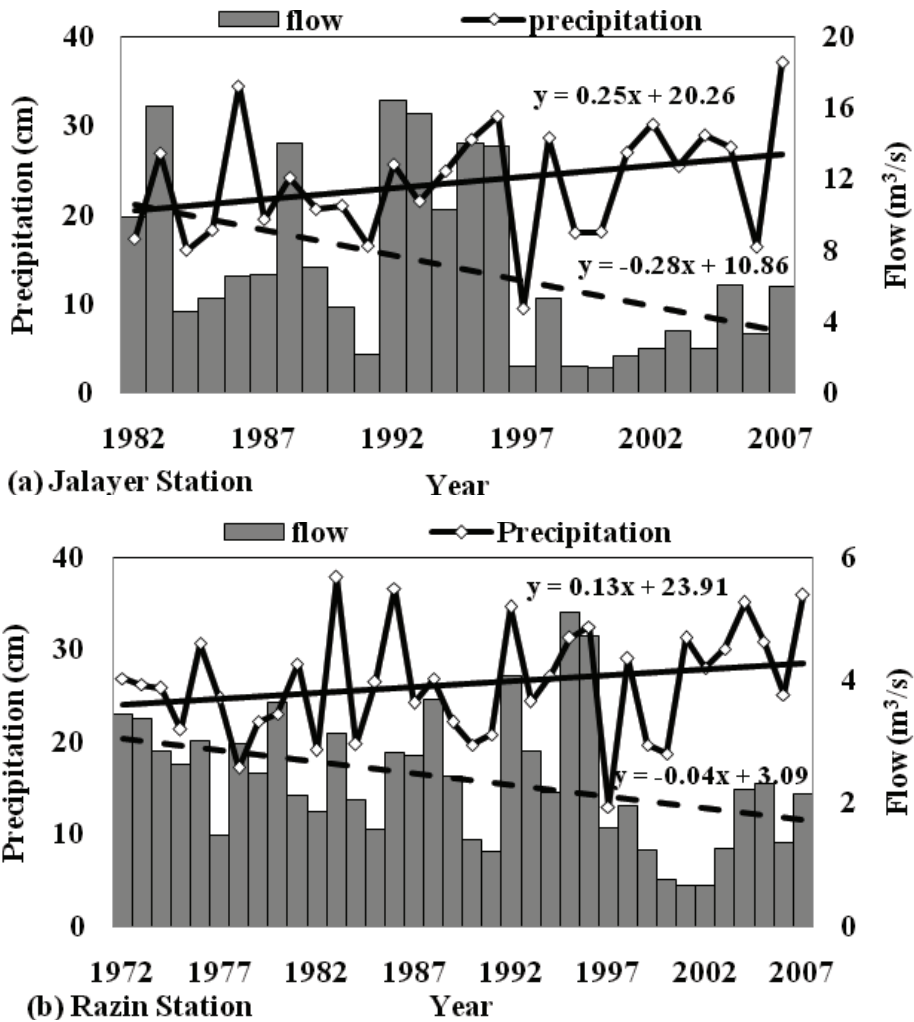 flow precipitation
40 20
30 16
20 12
10 8
0 4
0
Precipitation (cm)
Flow (m³/s)
y = 0.25x + 20.26
y = -0.28x + 10.86
1982 1987 1992 1997 2002 2007
(a) Jalayer Station Year
flow Precipitation
40 6
30 4
20 2
10 0
0
Precipitation (cm)
Flow (m³/s)
y = 0.13x + 23.91
y = -0.04x + 3.09
1972 1977 1982 1987 1992 1997 2002 2007
(b) Razin Station Year